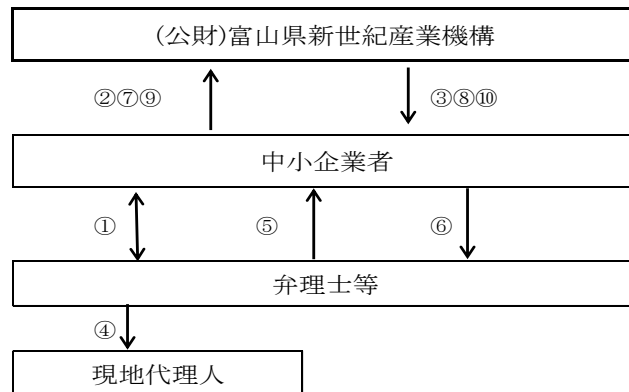 (公財)富山県新世紀産業機構
②⑦⑨ ③⑧⑩
中小企業者
① ⑤ ⑥
弁理士等
④
現地代理人